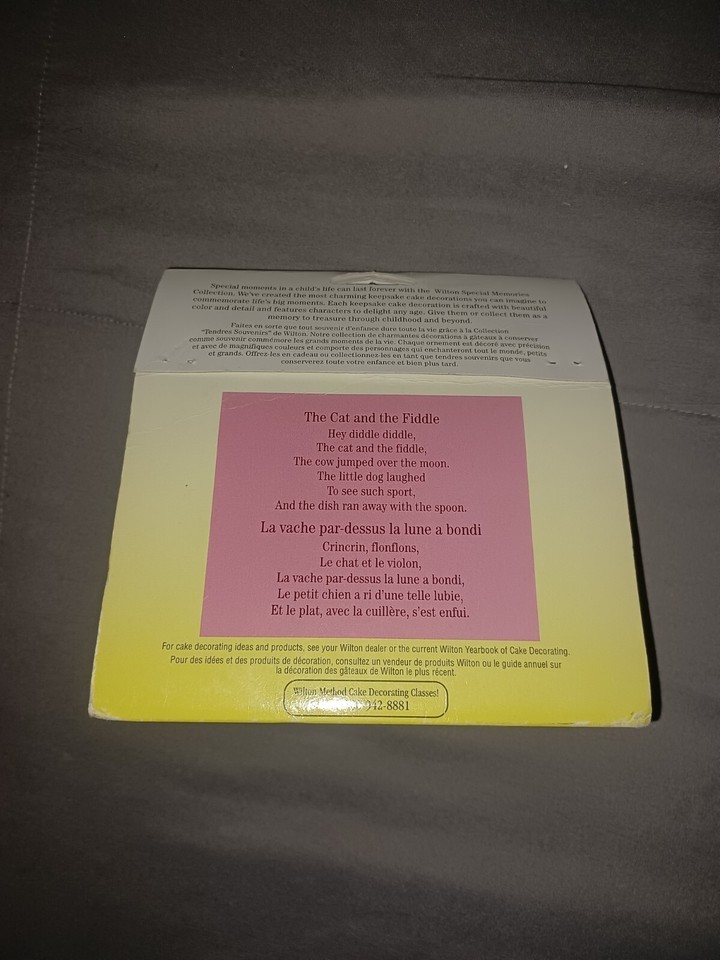 Special moments in a child's life can last forever with the Wilton Special Memories
Collection. We've created the most charming keepsake cake decorations you can imagine to
commemorate life's big moments. Each keepsake cake decoration is crafted with beautiful
color and detail and features characters to delight any age. Give them or collect them as a
memory to treasure through childhood and beyond.
Faites en sorte que tout souvenir d'enfance dure toute la vie grâce à la Collection
"Tendres Souvenirs" de Wilton. Notre collection de charmantes décorations à gâteaux à conserver
comme souvenir commémore les grands moments de la vie. Chaque ornement est décoré avec précision
et avec de magnifiques couleurs et comporte des personnages qui enchanteront tout le monde, petits
et grands. Offrez-les en cadeau ou collectionnez-les en tant que tendres souvenirs que vous
conserverez toute votre enfance et bien plus tard.
The Cat and the Fiddle
Hey diddle diddle,
The cat and the fiddle,
The cow jumped over the moon.
The little dog laughed
To see such sport,
And the dish ran away with the spoon.
La vache par-dessus la lune a bondi
Crincrin, flonflons,
Le chat et le violon,
La vache par-dessus la lune a bondi,
Le petit chien a ri d'une telle lubie,
Et le plat, avec la cuillère, s'est enfui.
For cake decorating ideas and products, see your Wilton dealer or the current Wilton Yearbook of Cake Decorating.
Pour des idées et des produits de décoration, consultez un vendeur de produits Wilton ou le guide annuel sur
la décoration des gâteaux de Wilton le plus récent.
Wilton Method Cake Decorating Classes!
942-8881